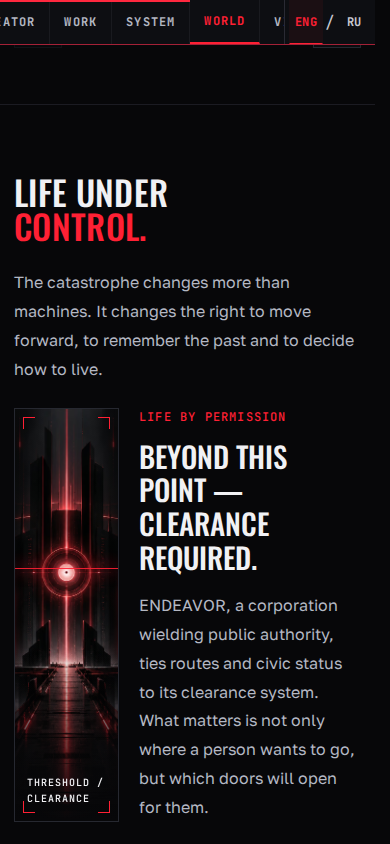 EATOR WORK SYSTEM WORLD V ENG / RU
LIFE UNDER
CONTROL.
The catastrophe changes more than
machines. It changes the right to move
forward, to remember the past and to decide
how to live.
LIFE BY PERMISSION
BEYOND THIS
POINT —
CLEARANCE
REQUIRED.
ENDEAVOR, a corporation
wielding public authority,
ties routes and civic status
to its clearance system.
What matters is not only
where a person wants to go,
but which doors will open
for them.
THRESHOLD /
CLEARANCE